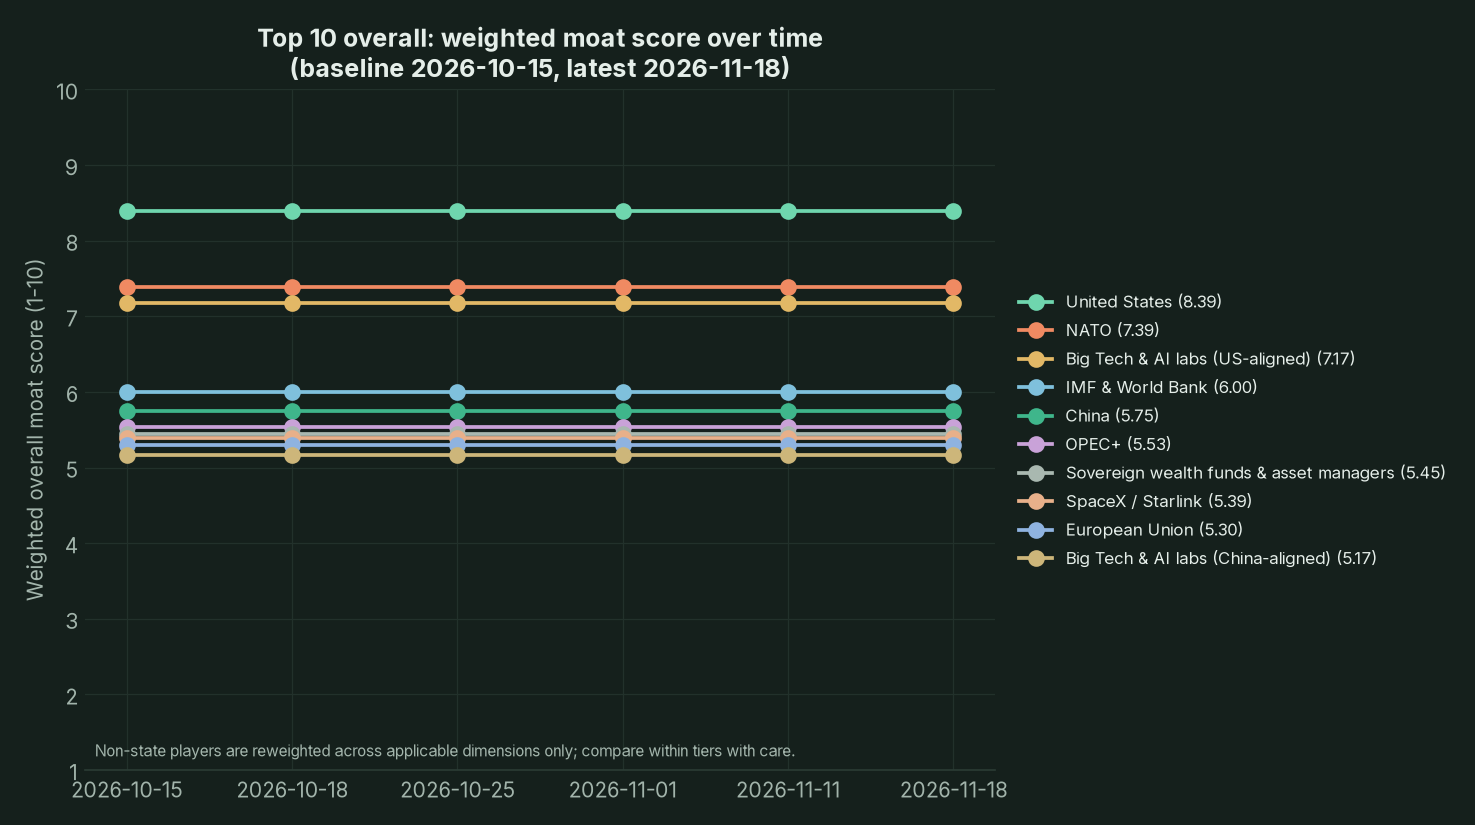 Top 10 overall: weighted moat score over time
(baseline 2026-10-15, latest 2026-11-18)
Weighted overall moat score (1-10)
10
9
8
7
6
5
4
3
2
1
United States (8.39)
NATO (7.39)
Big Tech & AI labs (US-aligned) (7.17)
IMF & World Bank (6.00)
China (5.75)
OPEC+ (5.53)
Sovereign wealth funds & asset managers (5.45)
SpaceX / Starlink (5.39)
European Union (5.30)
Big Tech & AI labs (China-aligned) (5.17)
Non-state players are reweighted across applicable dimensions only; compare within tiers with care.
2026-10-15 2026-10-18 2026-10-25 2026-11-01 2026-11-11 2026-11-18